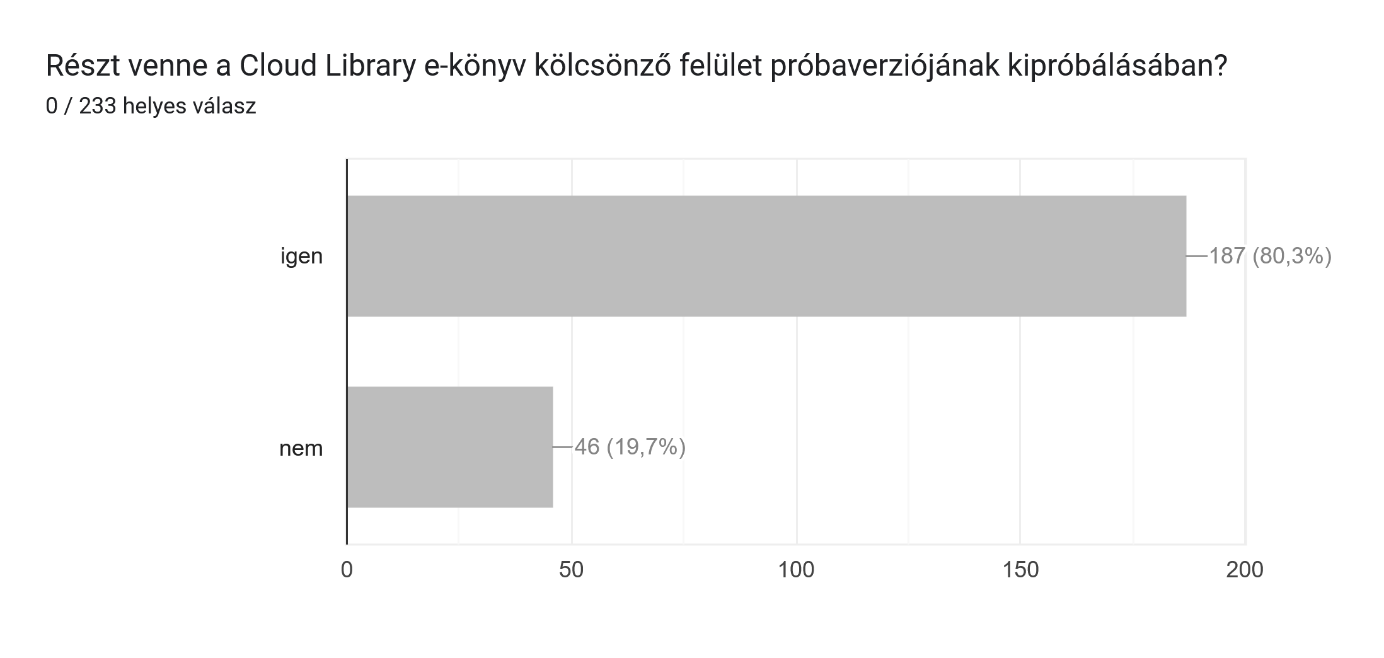 Részt venne a Cloud Library e-könyv kölcsönző felület próbaverziójának kipróbálásában?
0 / 233 helyes válasz
igen
187 (80,3%)
nem
46 (19,7%)
0 50 100 150 200